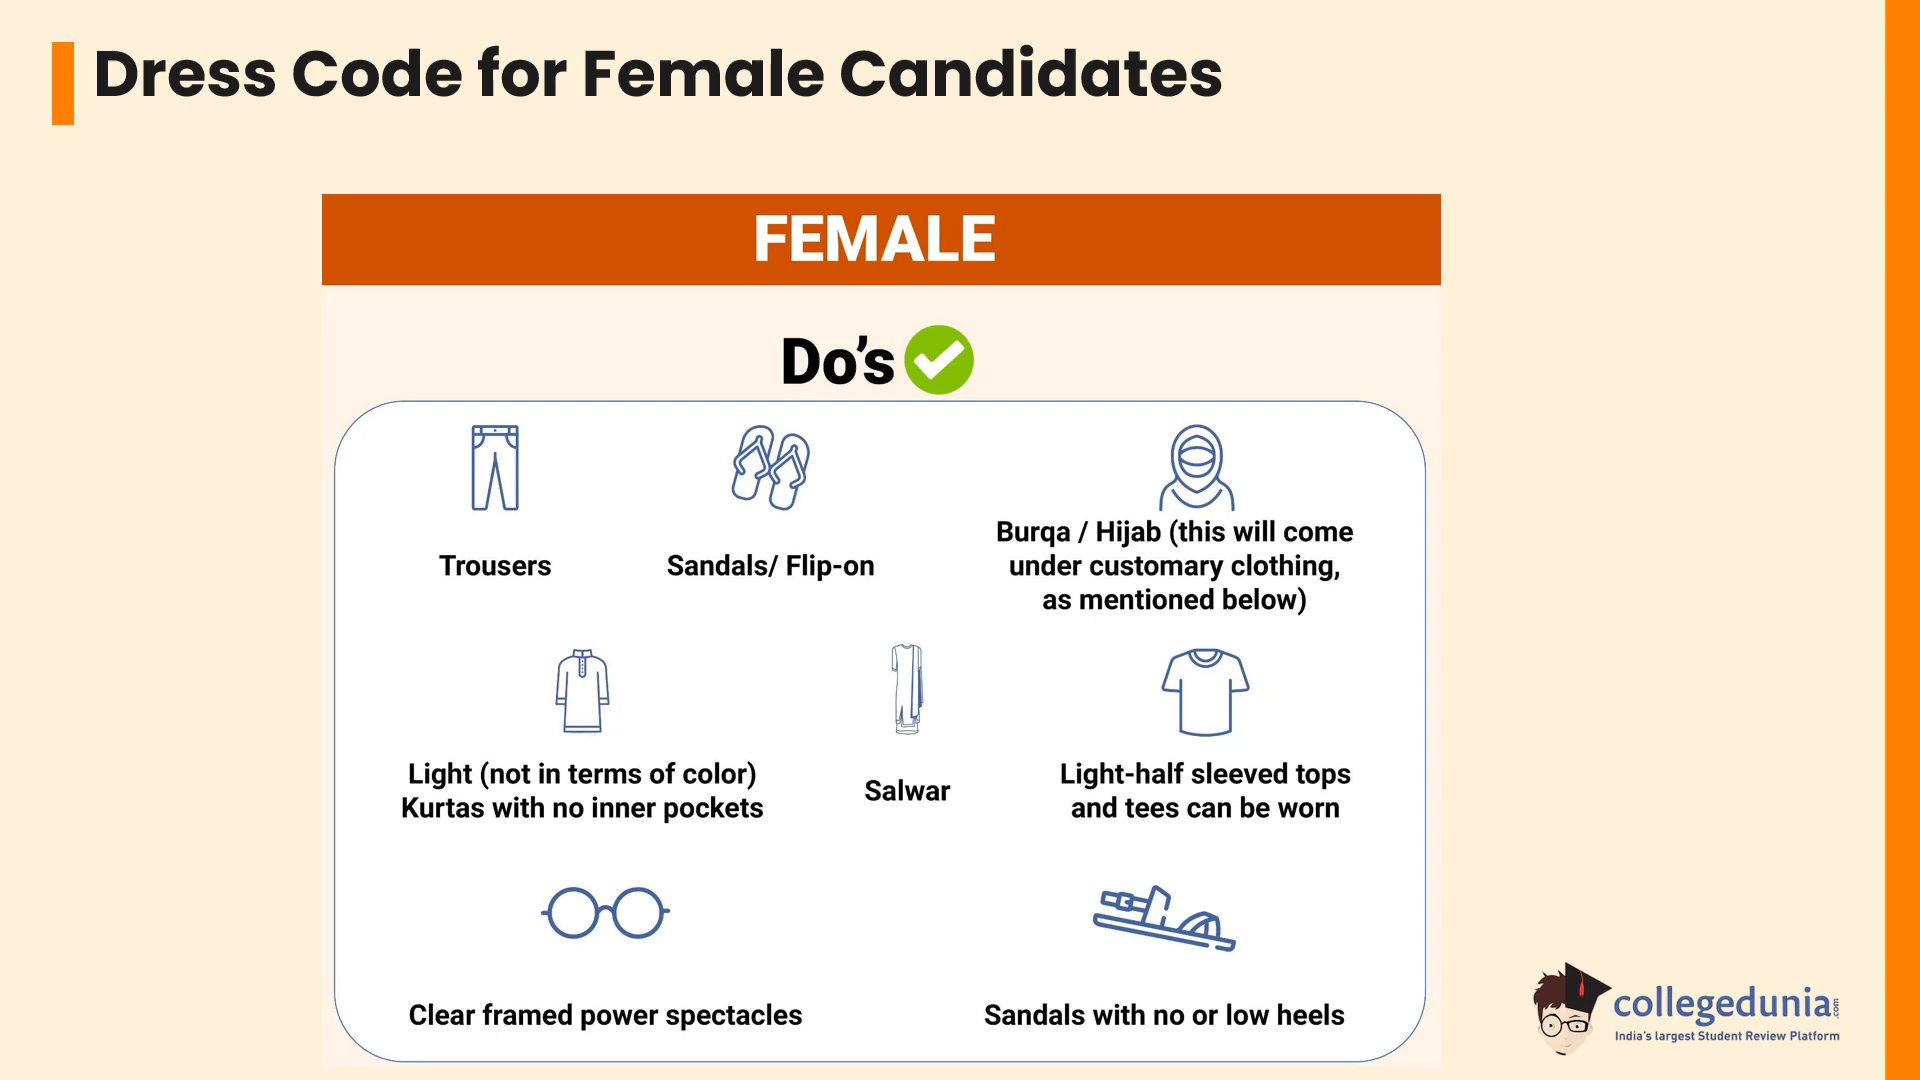 Dress Code for Female Candidates
FEMALE
Do's
Trousers
Sandals/ Flip-on
Burqa / Hijab (this will come
under customary clothing,
as mentioned below)
Light (not in terms of color)
Kurtas with no inner pockets
Salwar
Light-half sleeved tops
and tees can be worn
Clear framed power spectacles
Sandals with no or low heels
collegedunia.com
India's largest Student Review Platform